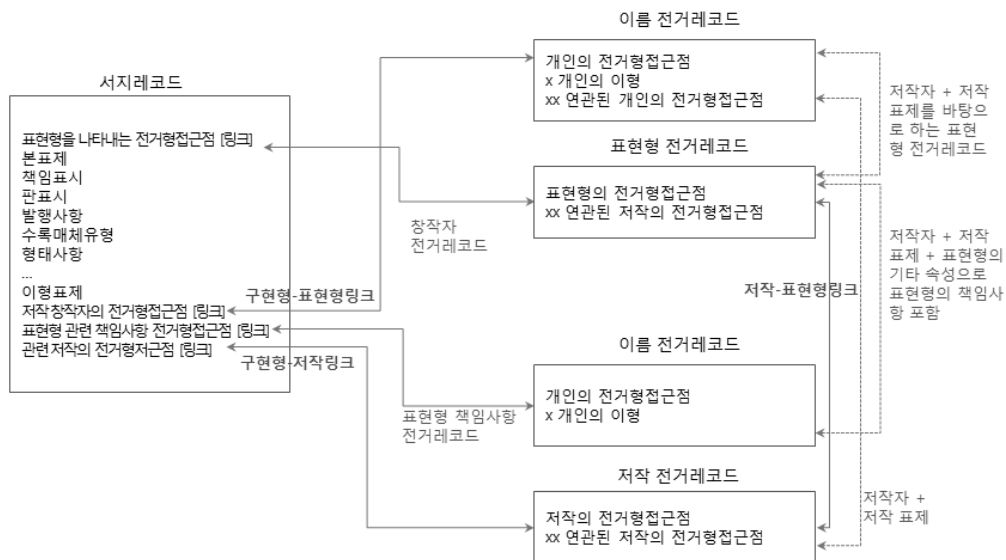 서지레코드
표현형을 나타내는 전거형접근점 [링크]
본표제
책임표시
판표시
발행사항
수록매체유형
형태사항
...
이형표제
저작 창작자의 전거형접근점 [링크]
표현형 관련 책임사항 전거형접근점 [링크]
관련 저작의 전거형저근점 [링크]
구현형-표현형링크
구현형-저작링크
창작자
전거레코드
표현형 책임사항
전거레코드
이름 전거레코드
개인의 전거형접근점
x 개인의 이형
xx 연관된 개인의 전거형접근점
표현형 전거레코드
표현형의 전거형접근점
xx 연관된 저작의 전거형접근점
저작-표현형링크
이름 전거레코드
개인의 전거형접근점
x 개인의 이형
저작 전거레코드
저작의 전거형접근점
xx 연관된 저작의 전거형접근점
저작자 + 저작
표제를 바탕으
로 하는 표현
형 전거레코드
저작자 + 저작
표제 + 표현형의
기타 속성으로
표현형의 책임사
항 포함
저작자 +
저작 표제